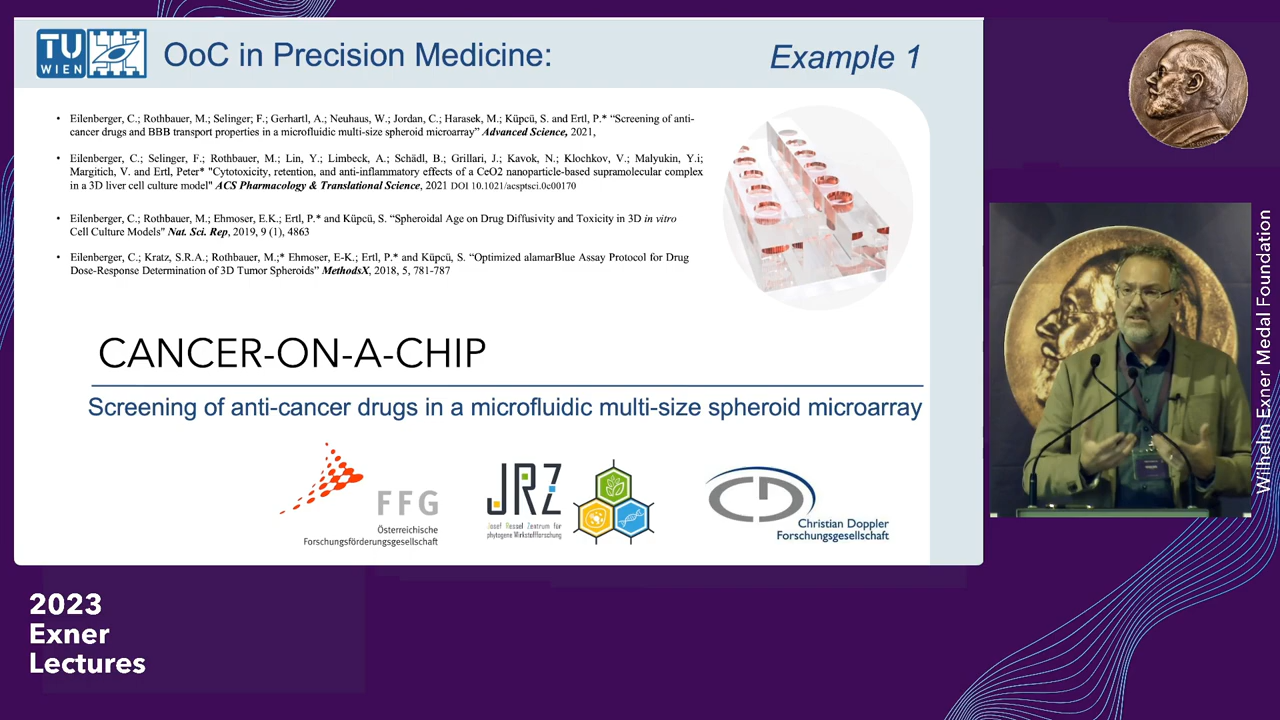 TU
WIEN
OoC in Precision Medicine:
Example 1
• Eilenberger, C.; Rothbauer, M.; Selinger; F.; Gerhartl, A.; Neuhaus, W.; Jordan, C.; Harasek, M.; Küpcü, S. and Ertl, P.* “Screening of anti-
cancer drugs and BBB transport properties in a microfluidic multi-size spheroid microarray” Advanced Science, 2021,
• Eilenberger, C.; Selinger, F.; Rothbauer, M.; Lin, Y.; Limbeck, A.; Schädl, B.; Grillari, J.; Kavok, N.; Klochkov, V.; Malyukin, Y.i;
Margitich, V. and Ertl, Peter* "Cytotoxicity, retention, and anti-inflammatory effects of a CeO2 nanoparticle-based supramolecular complex
in a 3D liver cell culture model" ACS Pharmacology & Translational Science, 2021 DOI 10.1021/acsptsci.0c00170
• Eilenberger, C.; Rothbauer, M.; Ehmoser, E.K.; Ertl, P.* and Küpcü, S. “Spheroidal Age on Drug Diffusivity and Toxicity in 3D in vitro
Cell Culture Models" Nat. Sci. Rep, 2019, 9 (1), 4863
• Eilenberger, C.; Kratz, S.R.A.; Rothbauer, M.;* Ehmoser, E-K.; Ertl, P.* and Küpcü, S. “Optimized alamarBlue Assay Protocol for Drug
Dose-Response Determination of 3D Tumor Spheroids” MethodsX, 2018, 5, 781-787
CANCER-ON-A-CHIP
Screening of anti-cancer drugs in a microfluidic multi-size spheroid microarray
FFG
Österreichische
Forschungsförderungsgesellschaft
JRZ
Josef Ressel Zentrum für
phytogene Wirkstoffforschung
CD
Christian Doppler
Forschungsgesellschaft
Wilhelm Exner Medal Foundation
2023
Exner
Lectures